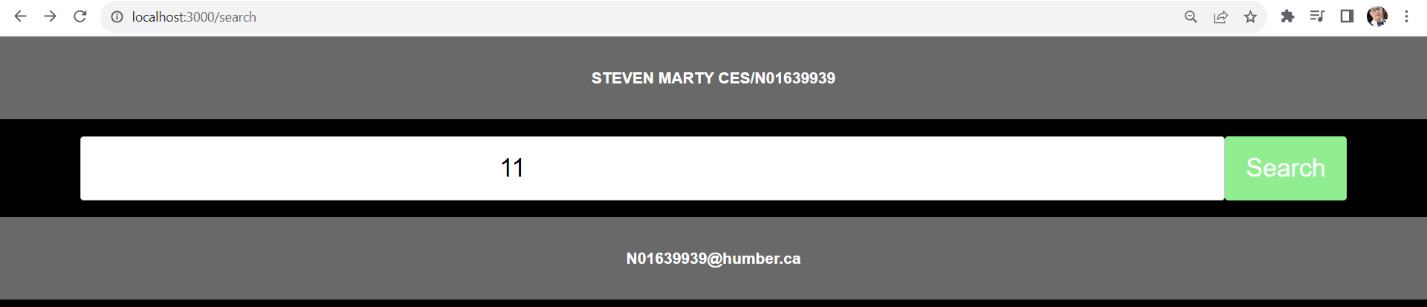 localhost:3000/search
STEVEN MARTY CES/N01639939
11
Search
N01639939@humber.ca